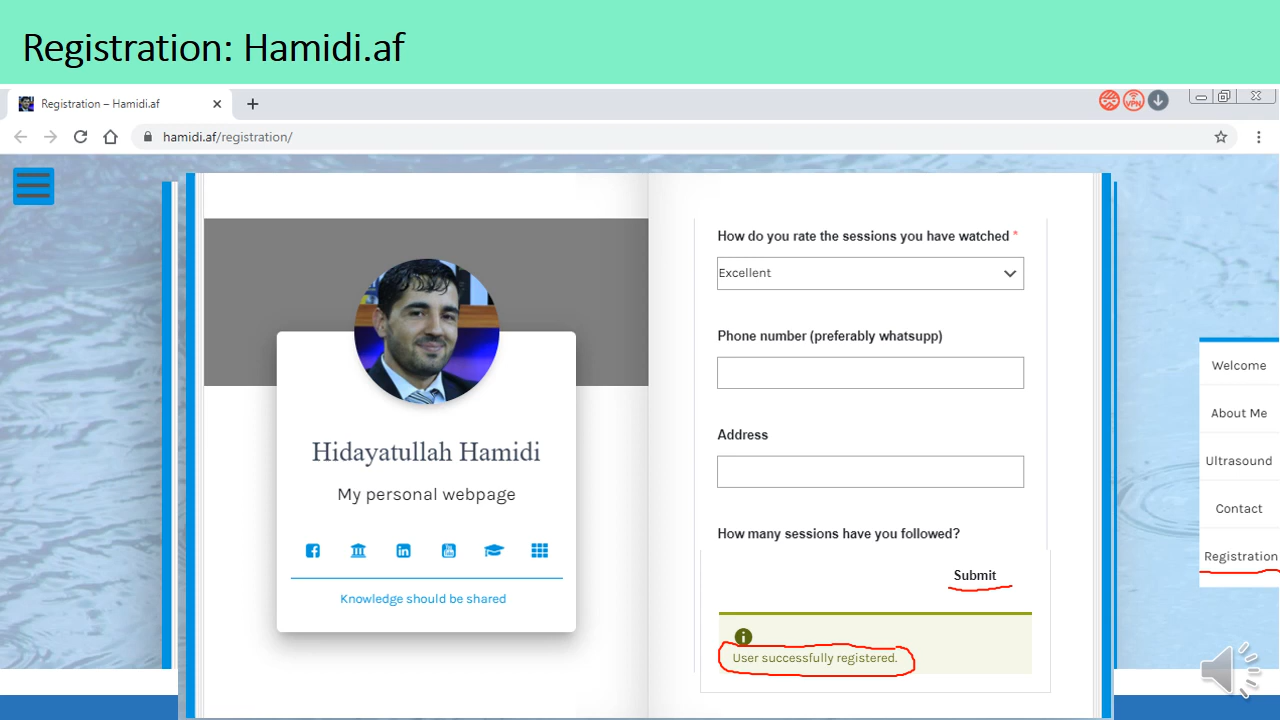 Registration: Hamidi.af
Registration – Hamidi.af
VPN
hamidi.af/registration/
Hidayatullah Hamidi
My personal webpage
Knowledge should be shared
How do you rate the sessions you have watched *
Excellent
Phone number (preferably whatsupp)
Address
How many sessions have you followed?
Submit
User successfully registered.
Welcome
About Me
Ultrasound
Contact
Registration